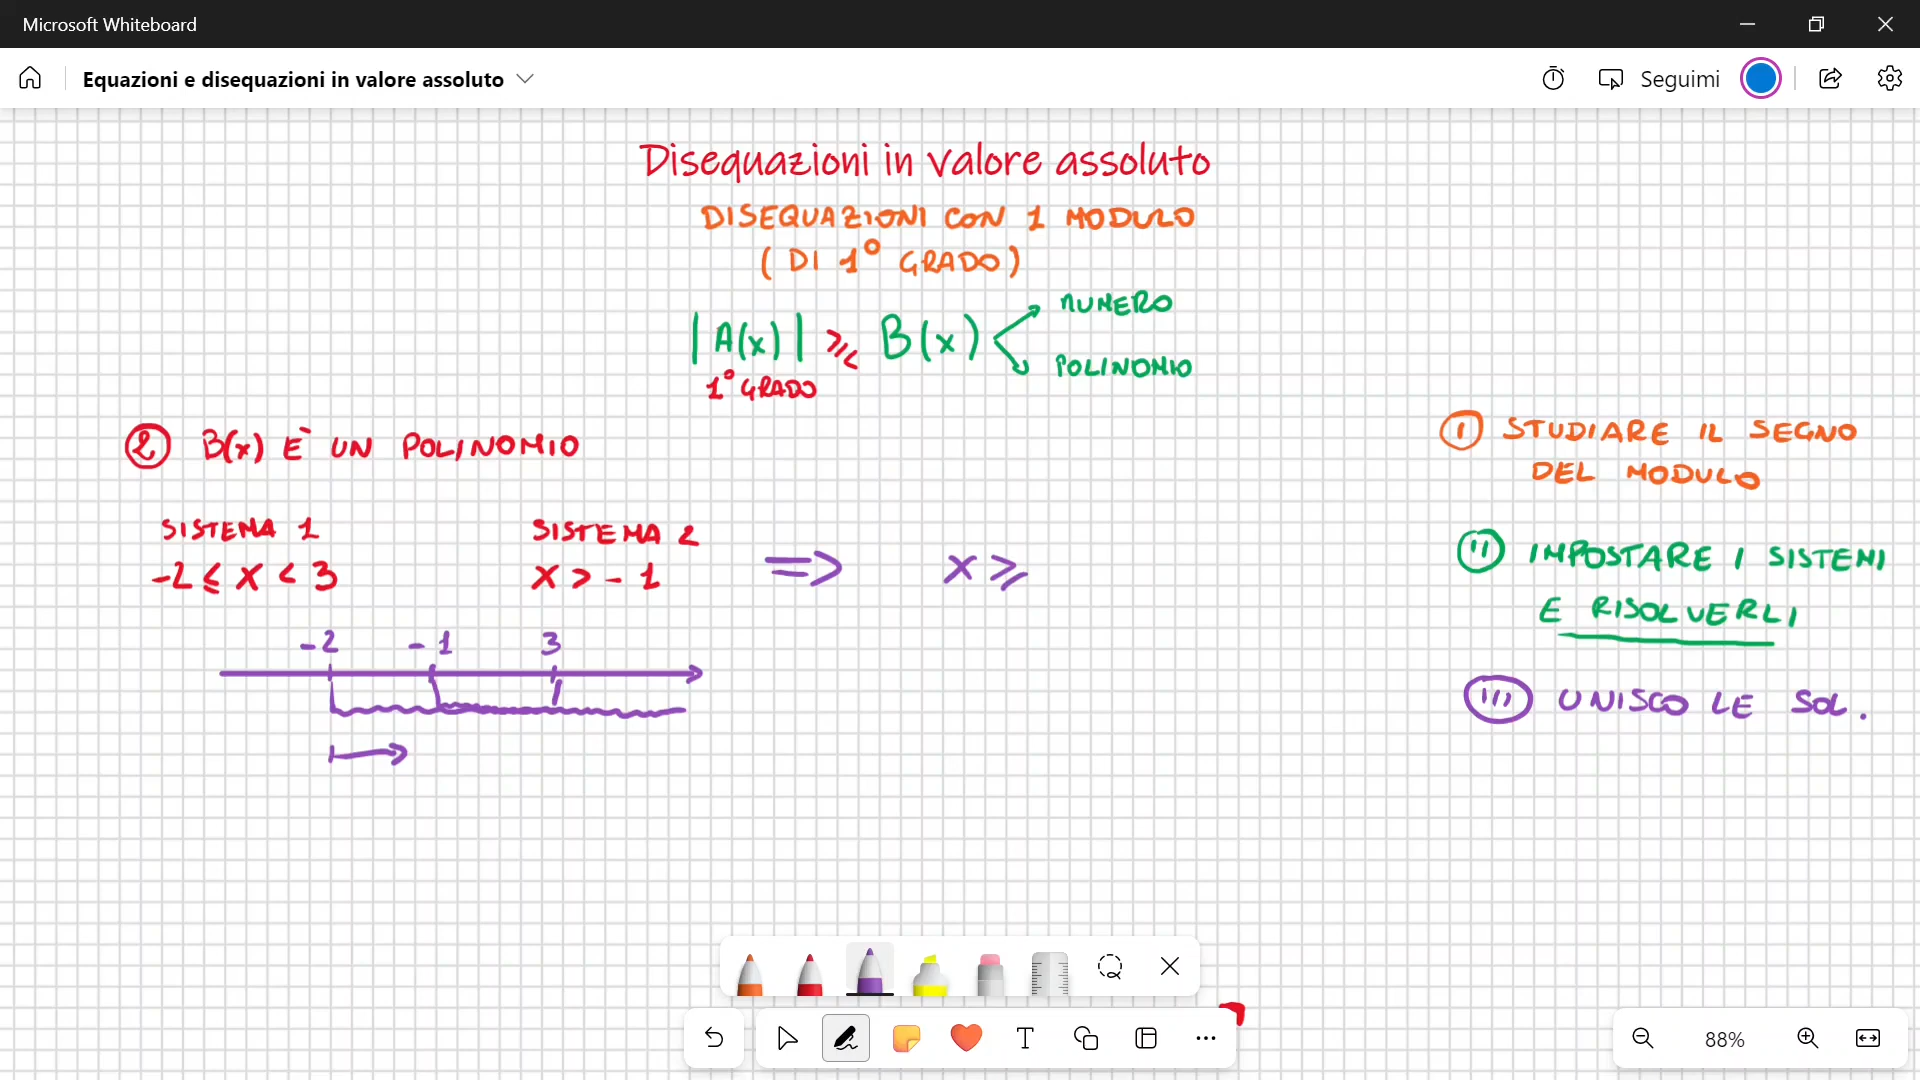 Microsoft Whiteboard
Equazioni e disequazioni in valore assoluto
Seguimi
Disequazioni in valore assoluto
DISEQUAZIONI CON 1 MODULO
( DI 1° GRADO)
NUMERO
|A(x)| ⩾⩽ B(x)
POLINOMIO
1° GRADO
② B(x) È UN POLINOMIO
I STUDIARE IL SEGNO
DEL MODULO
SISTEMA 1 SISTEMA 2
-2 ≤ x < 3 x > -1 => x ⩾
II IMPOSTARE I SISTEMI
E RISOLVERLI
-2 -1 3
III UNISCO LE SOL.
88%